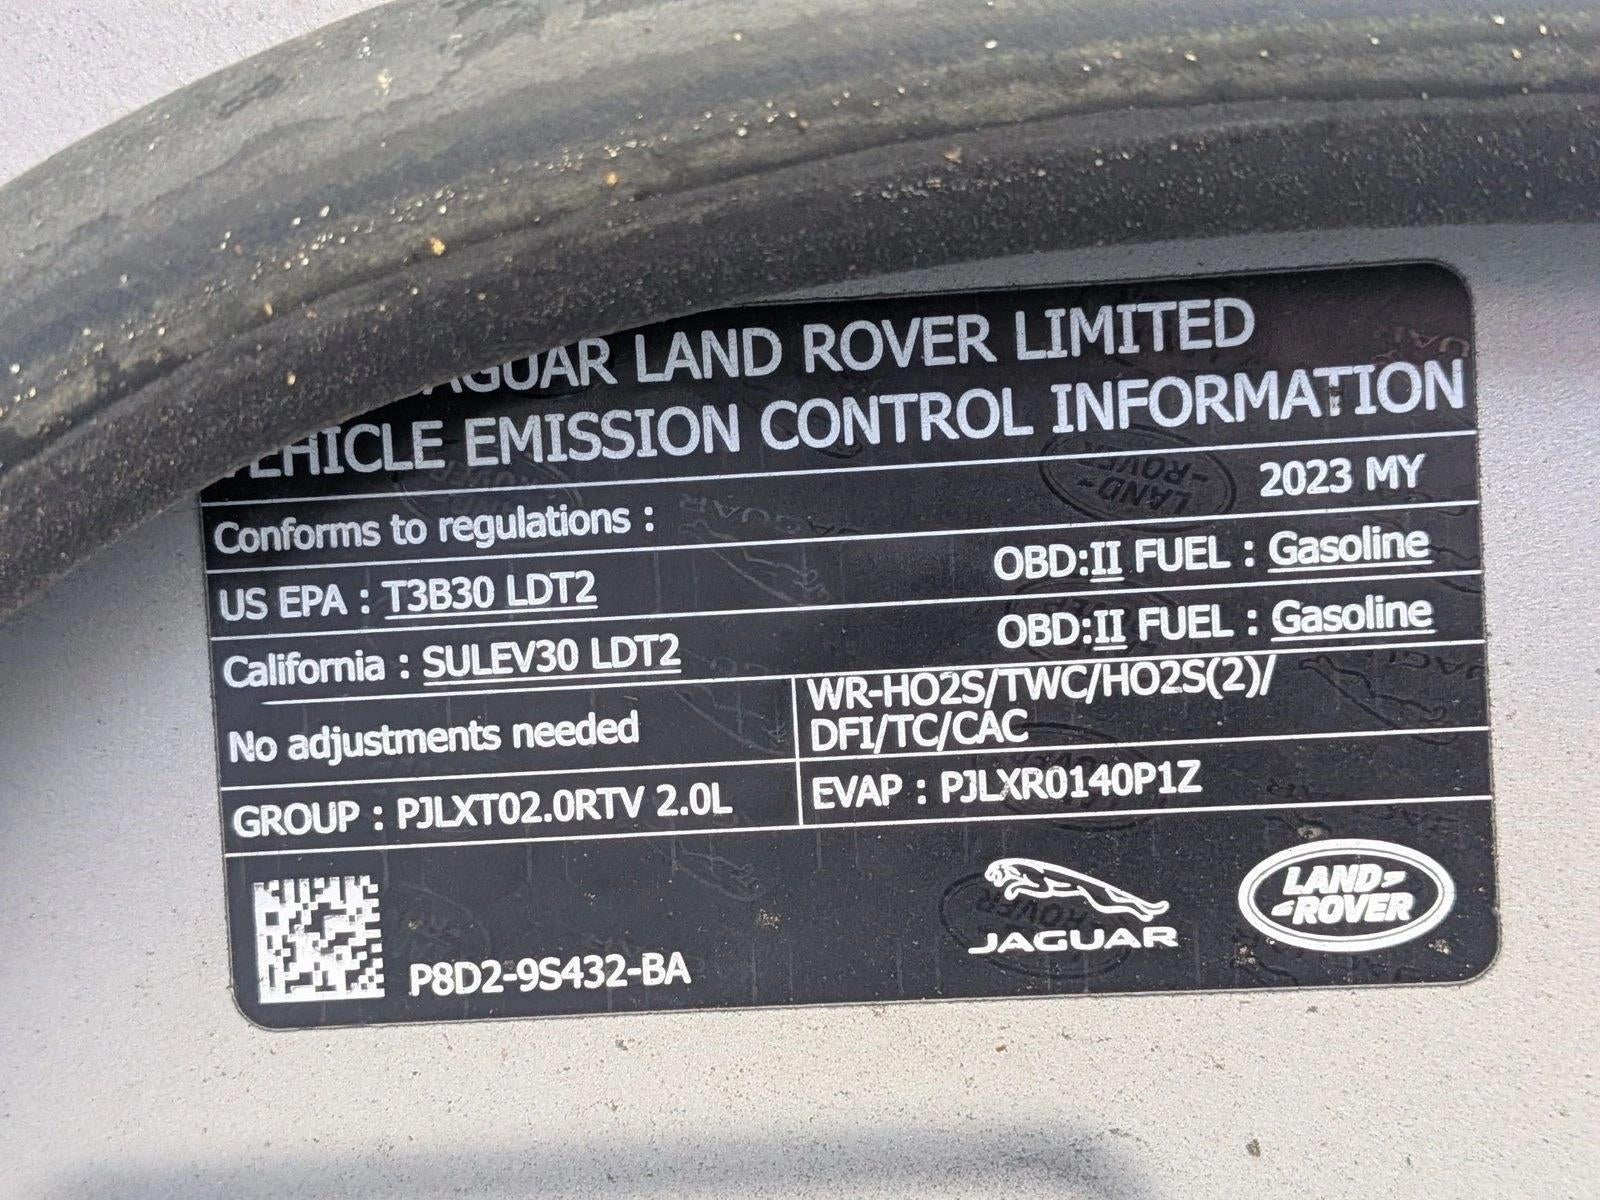 JAGUAR LAND ROVER LIMITED
VEHICLE EMISSION CONTROL INFORMATION
2023 MY
Conforms to regulations :
US EPA : T3B30 LDT2 OBD:II FUEL : Gasoline
California : SULEV30 LDT2 OBD:II FUEL : Gasoline
No adjustments needed
WR-HO2S/TWC/HO2S(2)/
DFI/TC/CAC
GROUP : PJLXT02.0RTV 2.0L
EVAP : PJLXR0140P1Z
P8D2-9S432-BA
JAGUAR
LAND
ROVER